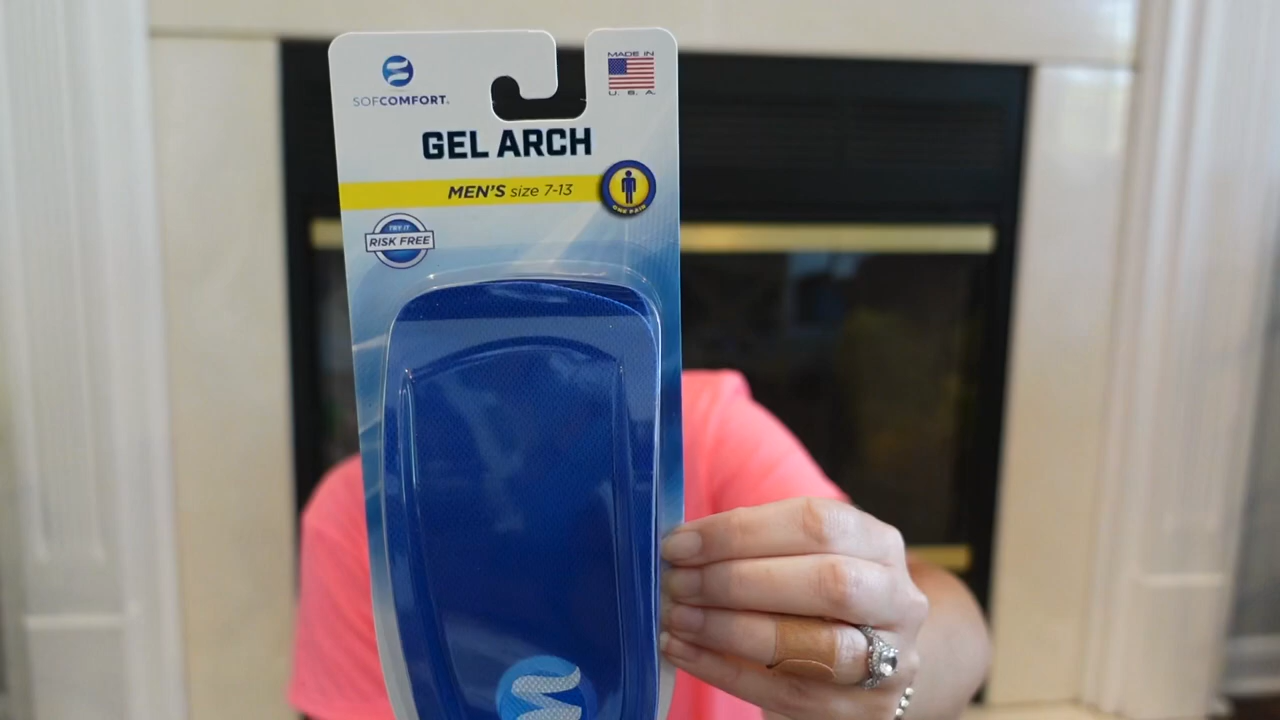 SOFCOMFORT.
MADE IN
U. S. A.
GEL ARCH
MEN'S size 7-13
ONE PAIR
TRY IT
RISK FREE